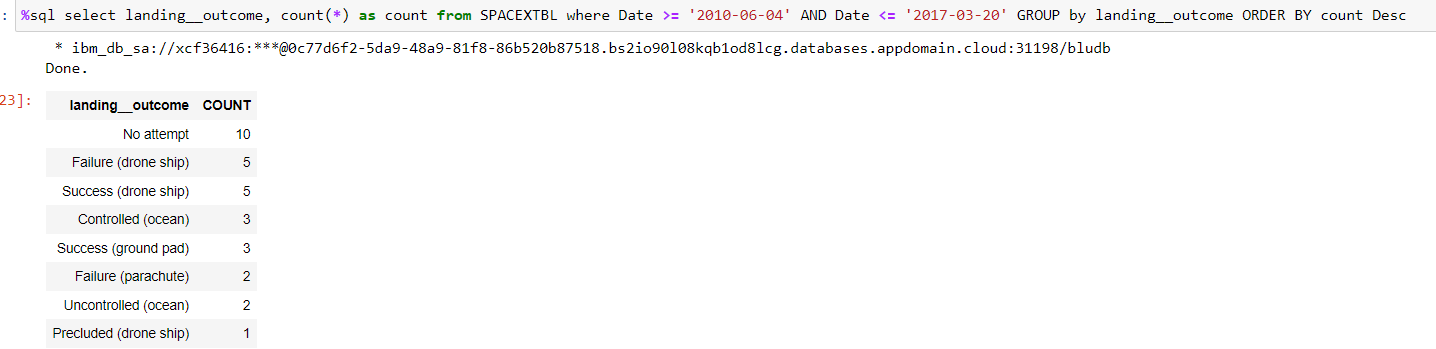 : %sql select landing__outcome, count(*) as count from SPACEXTBL where Date >= '2010-06-04' AND Date <= '2017-03-20' GROUP by landing__outcome ORDER BY count Desc
* ibm_db_sa://xcf36416:***@0c77d6f2-5da9-48a9-81f8-86b520b87518.bs2io90l08kqb1od8lcg.databases.appdomain.cloud:31198/bludb
Done.
23]:
landing__outcome COUNT
No attempt 10
Failure (drone ship) 5
Success (drone ship) 5
Controlled (ocean) 3
Success (ground pad) 3
Failure (parachute) 2
Uncontrolled (ocean) 2
Precluded (drone ship) 1